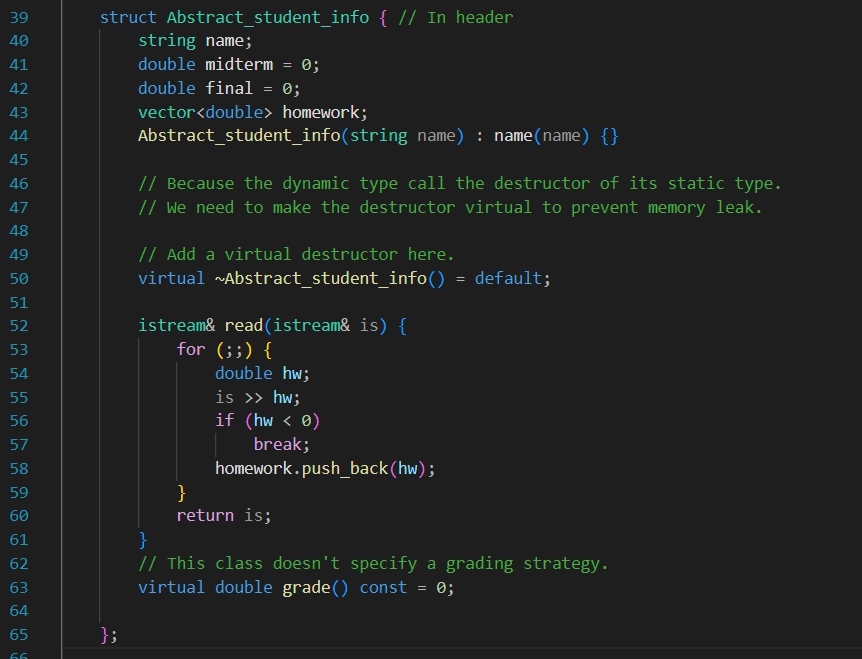 39 struct Abstract_student_info { // In header
40 string name;
41 double midterm = 0;
42 double final = 0;
43 vector<double> homework;
44 Abstract_student_info(string name) : name(name) {}
45
46 // Because the dynamic type call the destructor of its static type.
47 // We need to make the destructor virtual to prevent memory leak.
48
49 // Add a virtual destructor here.
50 virtual ~Abstract_student_info() = default;
51
52 istream& read(istream& is) {
53 for (;;) {
54 double hw;
55 is >> hw;
56 if (hw < 0)
57 break;
58 homework.push_back(hw);
59 }
60 return is;
61 }
62 // This class doesn't specify a grading strategy.
63 virtual double grade() const = 0;
64
65 };
66